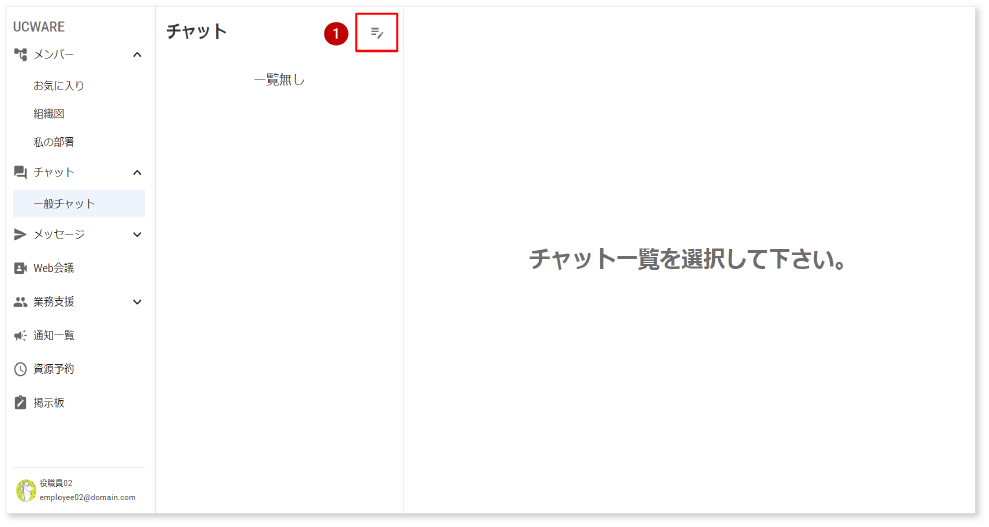 UCWARE
メンバー
お気に入り
組織図
私の部署
チャット
一般チャット
メッセージ
Web会議
業務支援
通知一覧
資源予約
掲示板
役職員02
employee02@domain.com
チャット
1
一覧無し
チャット一覧を選択して下さい。